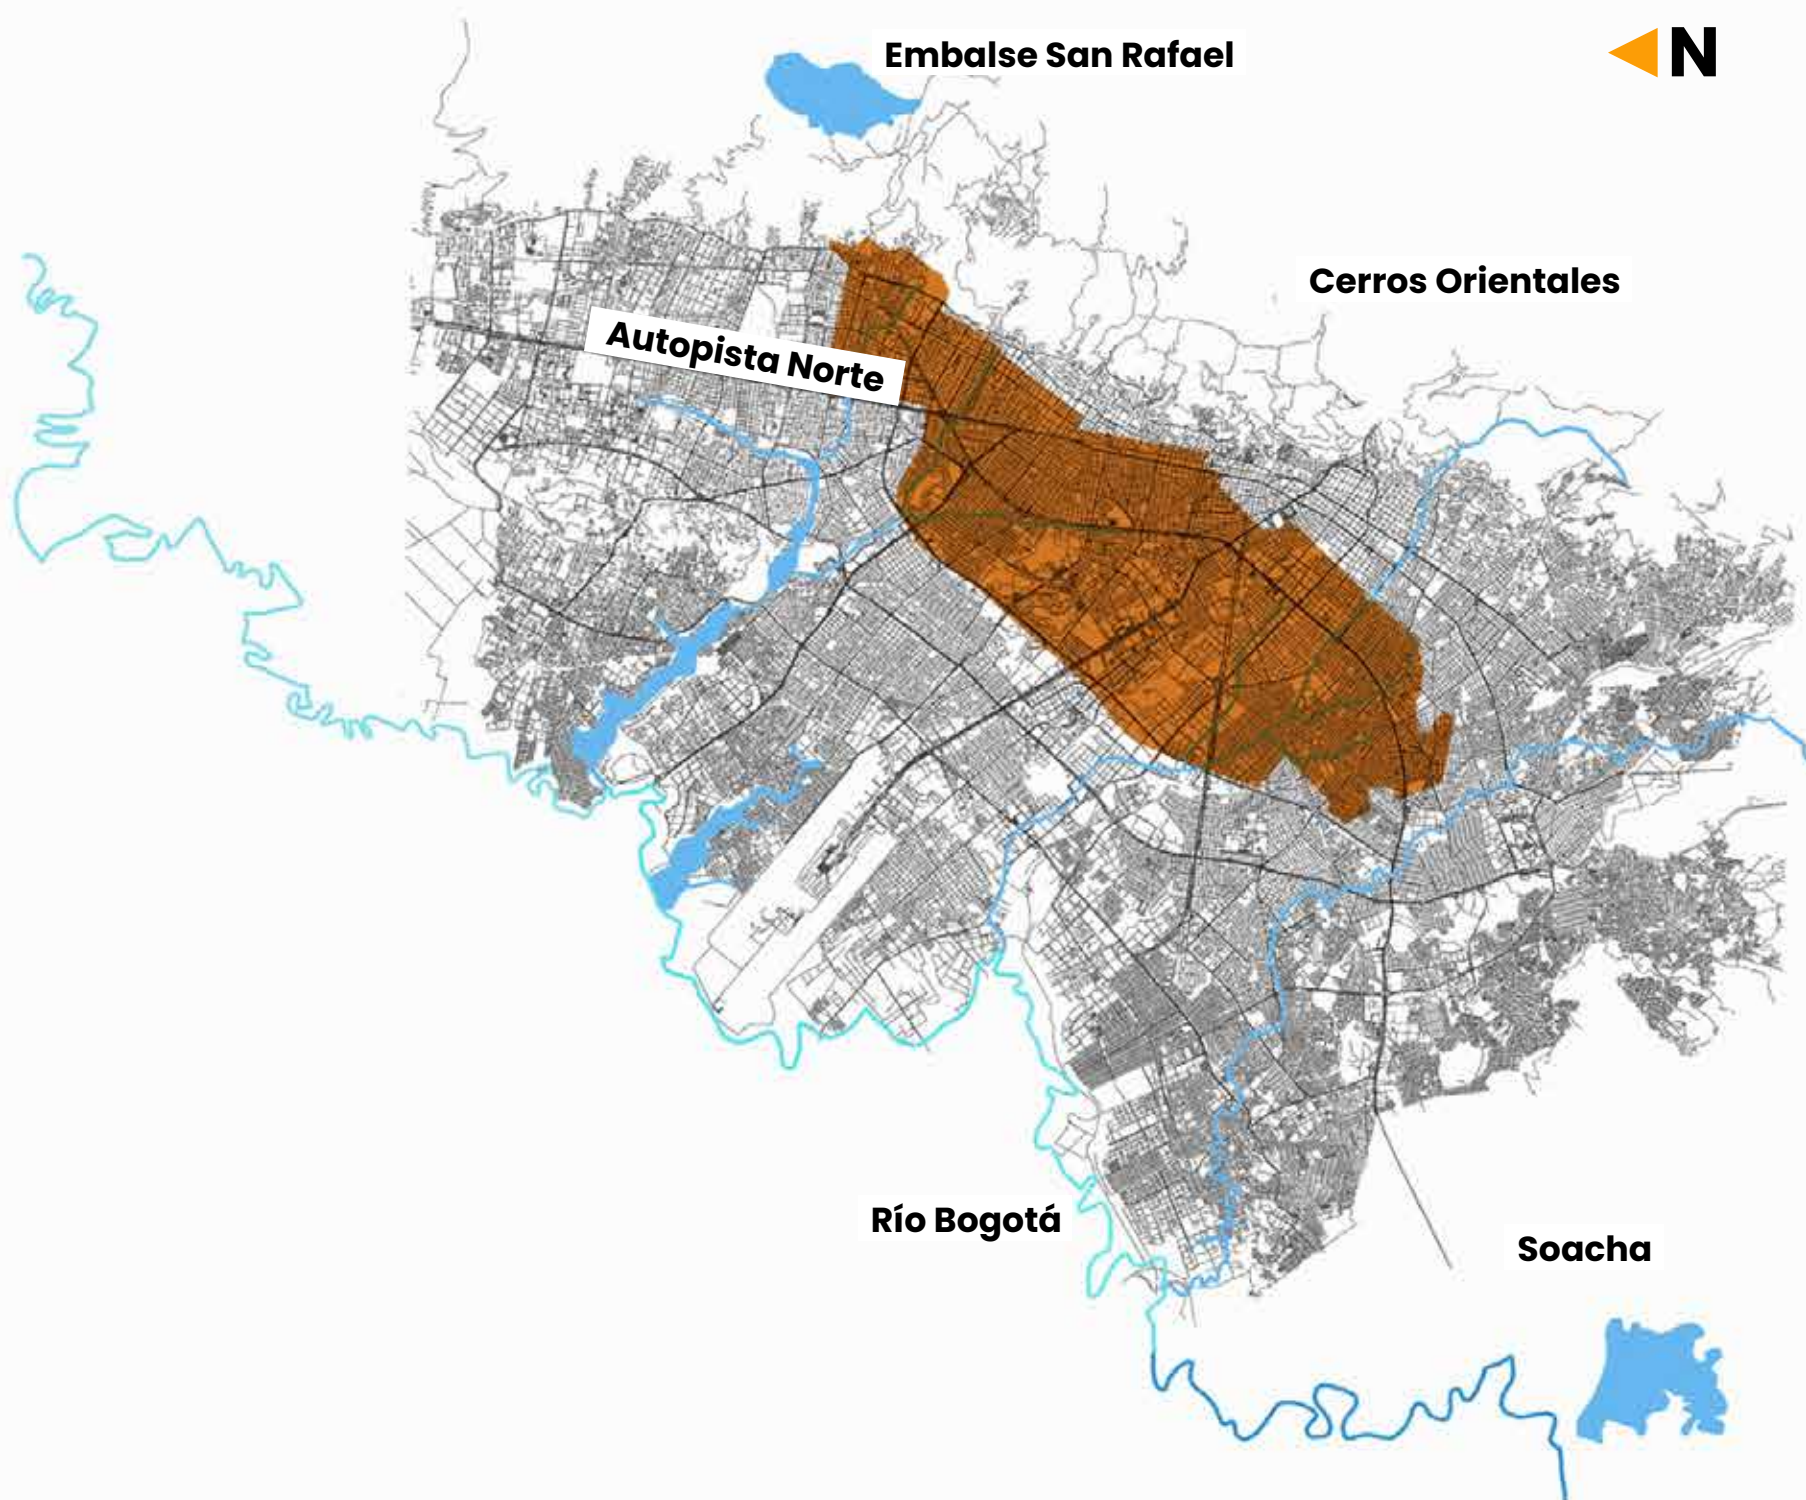 Embalse San Rafael
N
Cerros Orientales
Autopista Norte
Río Bogotá
Soacha